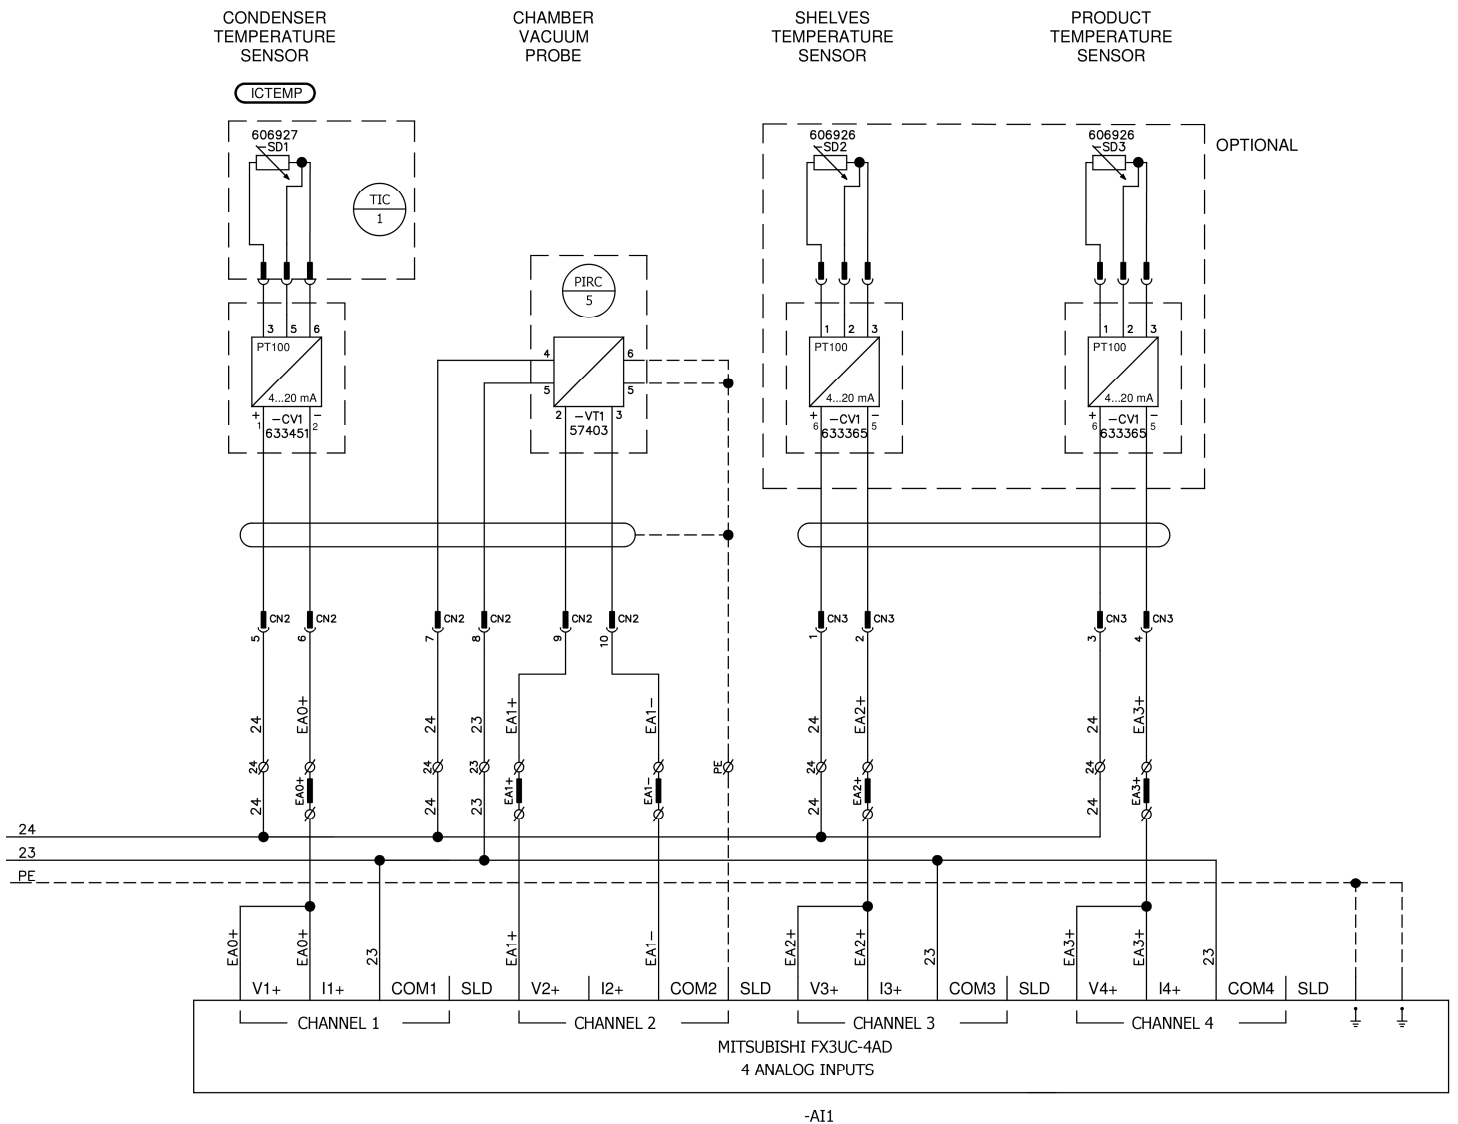 CONDENSER
TEMPERATURE
SENSOR
CHAMBER
VACUUM
PROBE
SHELVES
TEMPERATURE
SENSOR
PRODUCT
TEMPERATURE
SENSOR
ICTEMP
606927
-SD1
TIC
1
606926
-SD2
606926
-SD3
OPTIONAL
PIRC
5
3 5 6
PT100
4...20 mA
+ -
1 2
-CV1
633451
4 6
5 5
2 3
-VT1
57403
1 2 3
PT100
4...20 mA
+ -
6 5
-CV1
633365
1 2 3
PT100
4...20 mA
+ -
6 5
-CV1
633365
CN2 CN2 CN2 CN2 CN2 CN2 CN3 CN3 CN3 CN3
5 6 7 8 9 10 1 2 3 4
24 EA0+ 24 23 EA1+ EA1- 24 EA2+ 24 EA3+
24 24 23 PE 24 24
EA0+ EA1+ EA1- EA2+ EA3+
24 24 23 24 24
24
23
PE
EA0+ EA0+ 23 EA1+ EA1- EA2+ EA2+ 23 EA3+ EA3+ 23
V1+ I1+ COM1 SLD V2+ I2+ COM2 SLD V3+ I3+ COM3 SLD V4+ I4+ COM4 SLD
CHANNEL 1 CHANNEL 2 CHANNEL 3 CHANNEL 4
MITSUBISHI FX3UC-4AD
4 ANALOG INPUTS
-AI1